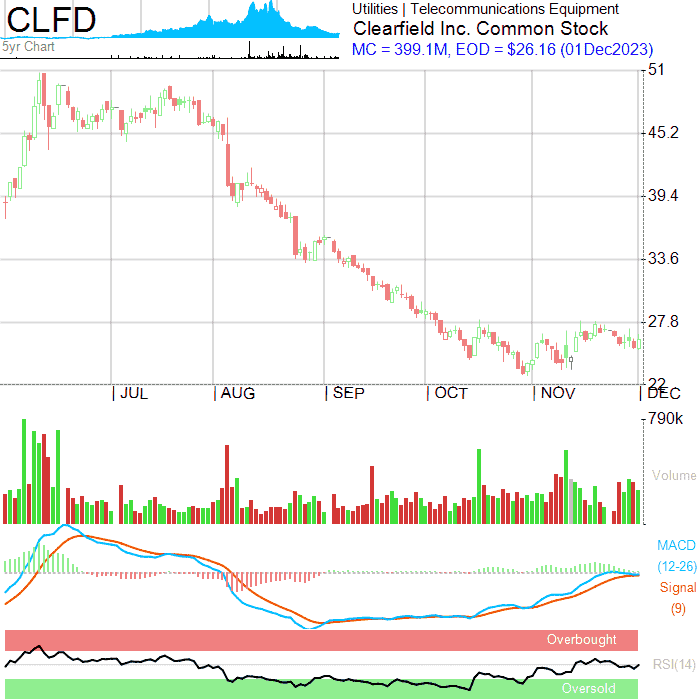 CLFD
5yr Chart
Utilities | Telecommunications Equipment
Clearfield Inc. Common Stock
MC = 399.1M, EOD = $26.16 (01Dec2023)
51
45.2
39.4
33.6
27.8
22
JUL AUG SEP OCT NOV DEC
790k
Volume
MACD
(12-26)
Signal
(9)
Overbought
RSI(14)
Oversold